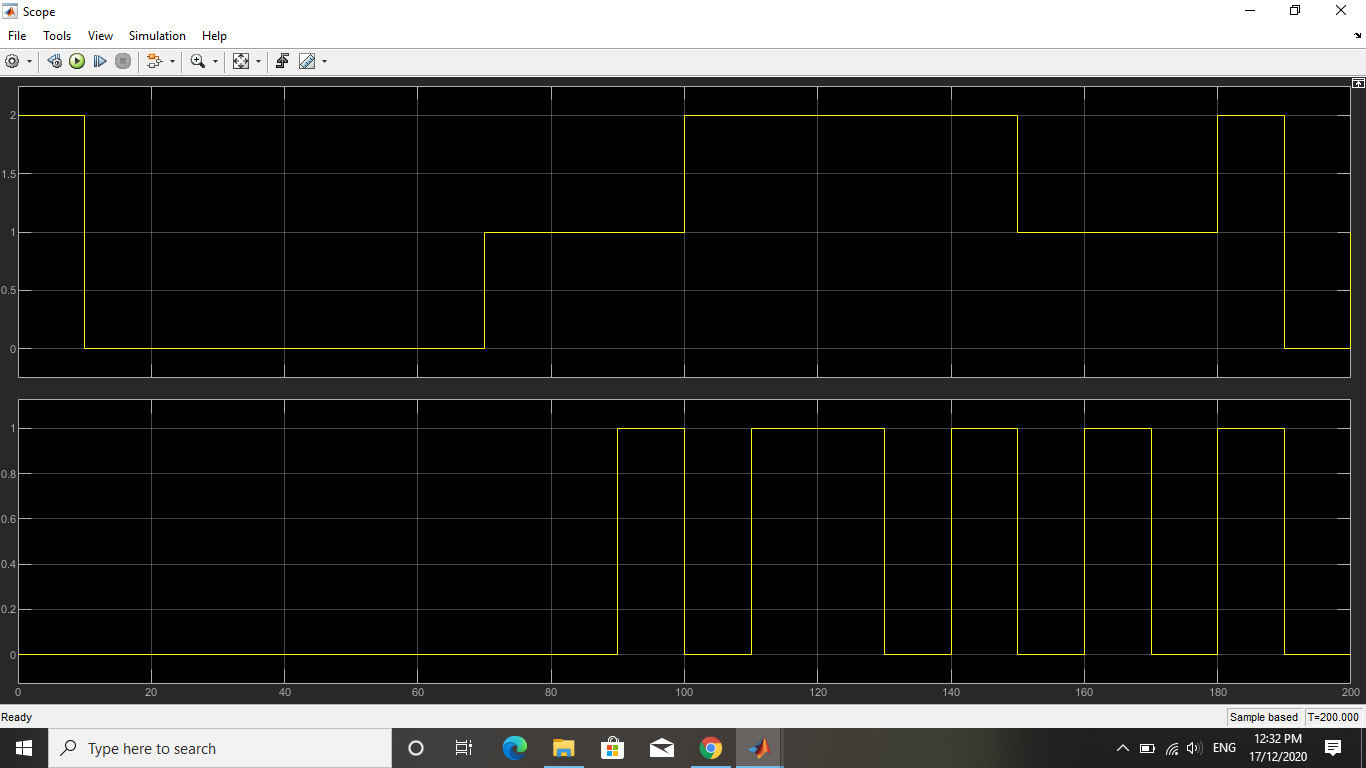 Scope
File Tools View Simulation Help
2
1.5
1
0.5
0
1
0.8
0.6
0.4
0.2
0
0 20 40 60 80 100 120 140 160 180 200
Ready Sample based T=200.000
Type here to search ENG 12:32 PM
17/12/2020